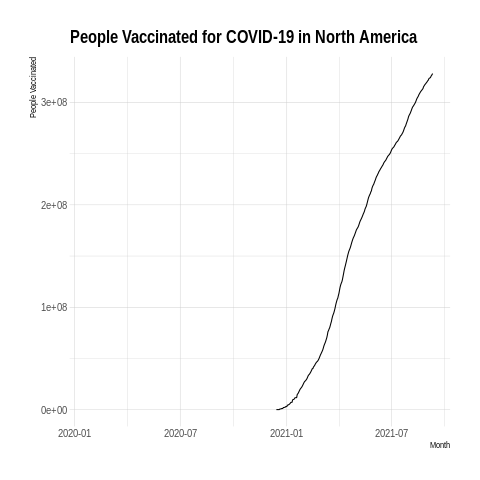 People Vaccinated for COVID-19 in North America
People Vaccinated
3e+08
2e+08
1e+08
0e+00
2020-01 2020-07 2021-01 2021-07
Month